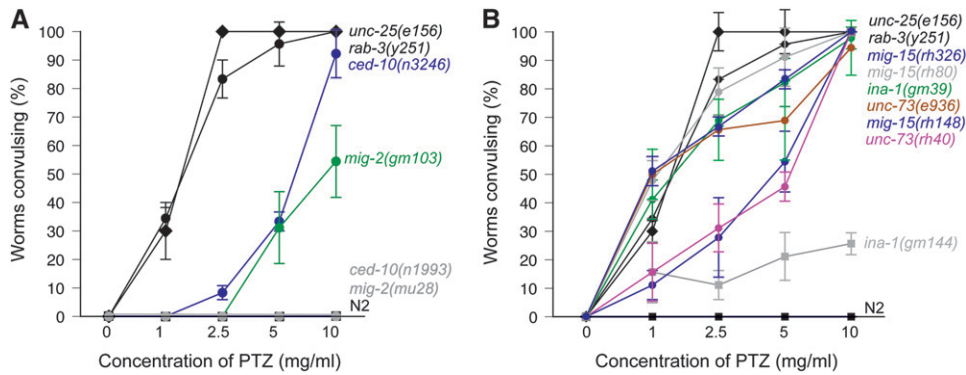 A
Worms convulsing (%)
100
90
80
70
60
50
40
30
20
10
0
0 1 2.5 5 10
Concentration of PTZ (mg/ml)
unc-25(e156)
rab-3(y251)
ced-10(n3246)
mig-2(gm103)
ced-10(n1993)
mig-2(mu28)
N2
B
Worms convulsing (%)
100
90
80
70
60
50
40
30
20
10
0
0 1 2.5 5 10
Concentration of PTZ (mg/ml)
unc-25(e156)
rab-3(y251)
mig-15(rh326)
mig-15(rh80)
ina-1(gm39)
unc-73(e936)
mig-15(rh148)
unc-73(rh40)
ina-1(gm144)
N2